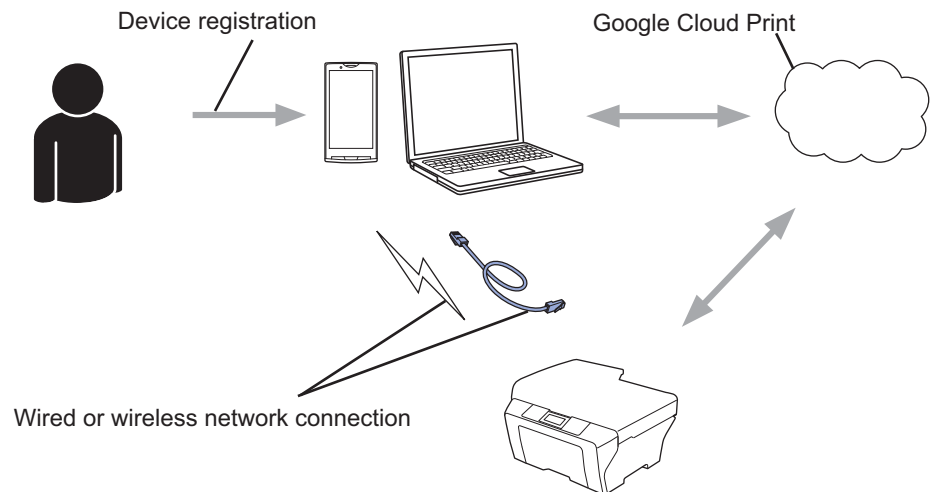 Device registration
Google Cloud Print
Wired or wireless network connection